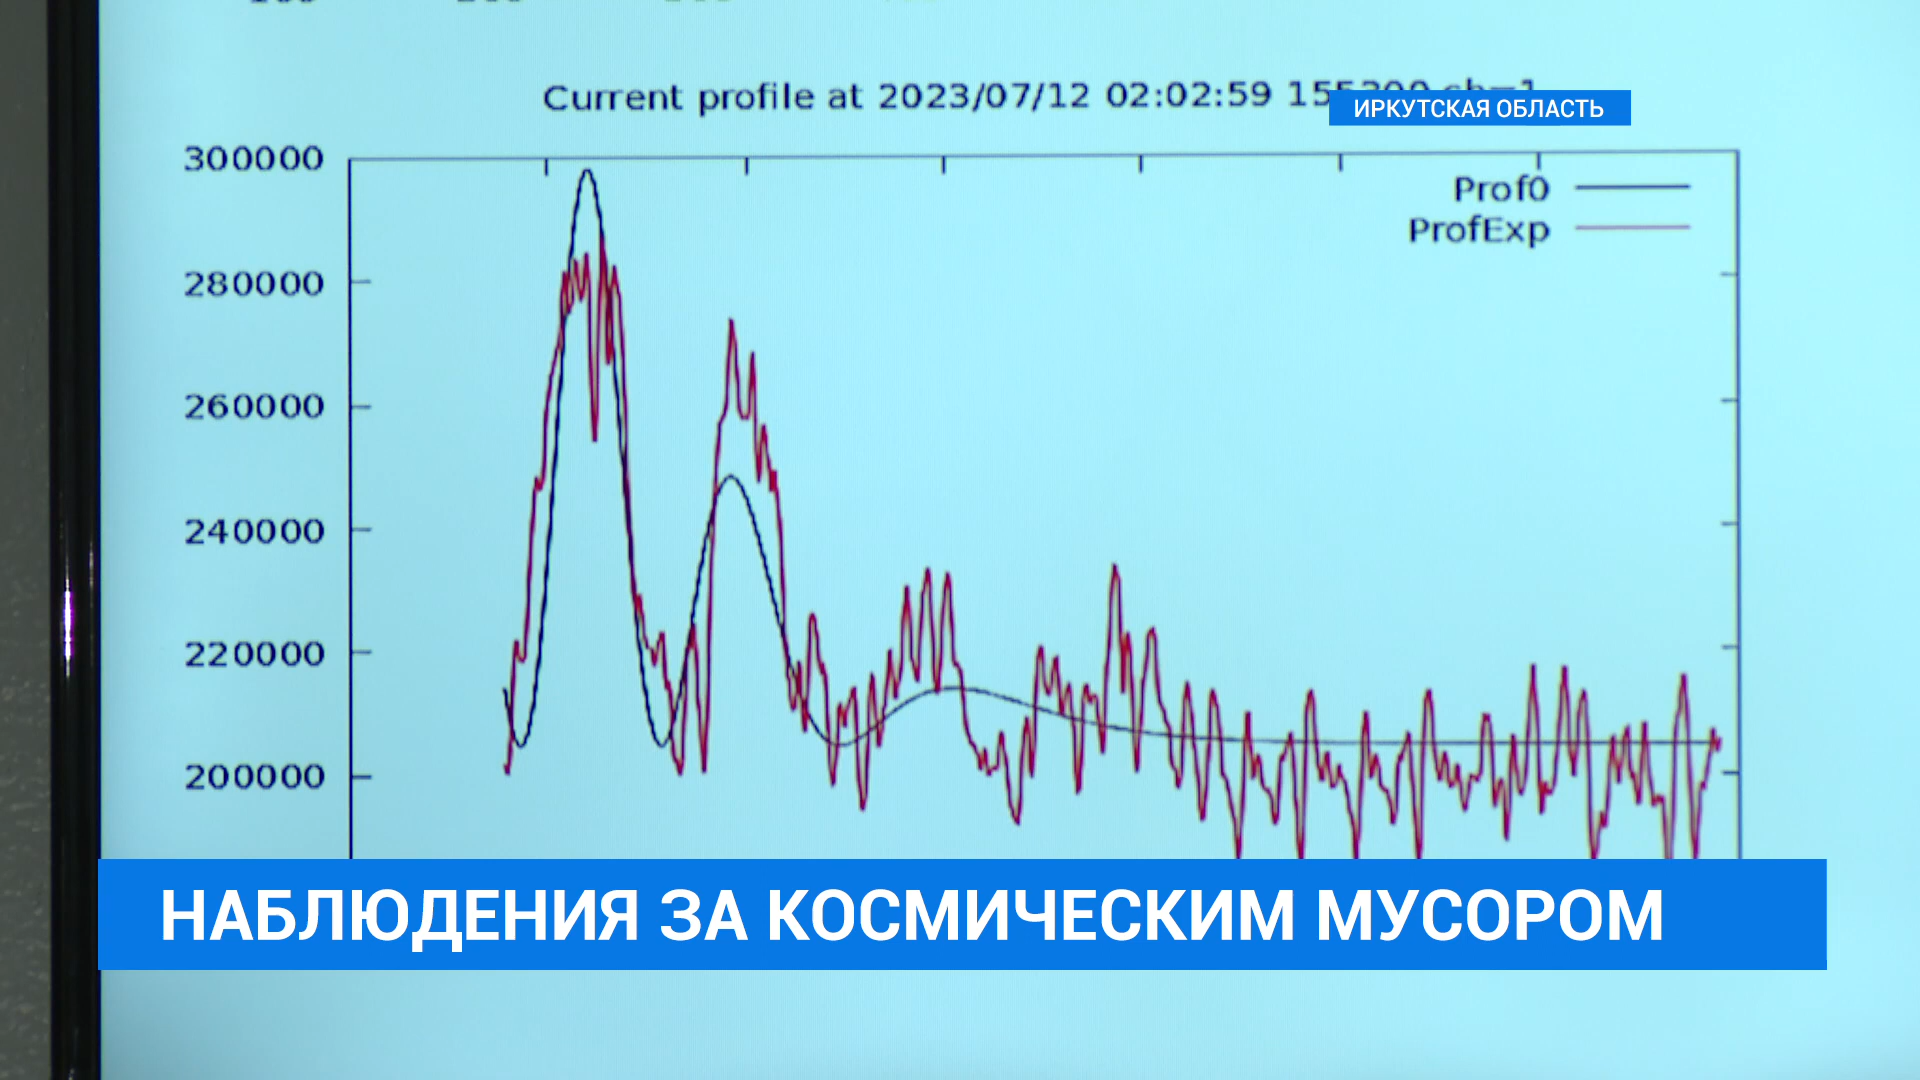 Current profile at 2023/07/12 02:02:59
ИРКУТСКАЯ ОБЛАСТЬ
300000
Prof0
ProfExp
280000
260000
240000
220000
200000
НАБЛЮДЕНИЯ ЗА КОСМИЧЕСКИМ МУСОРОМ